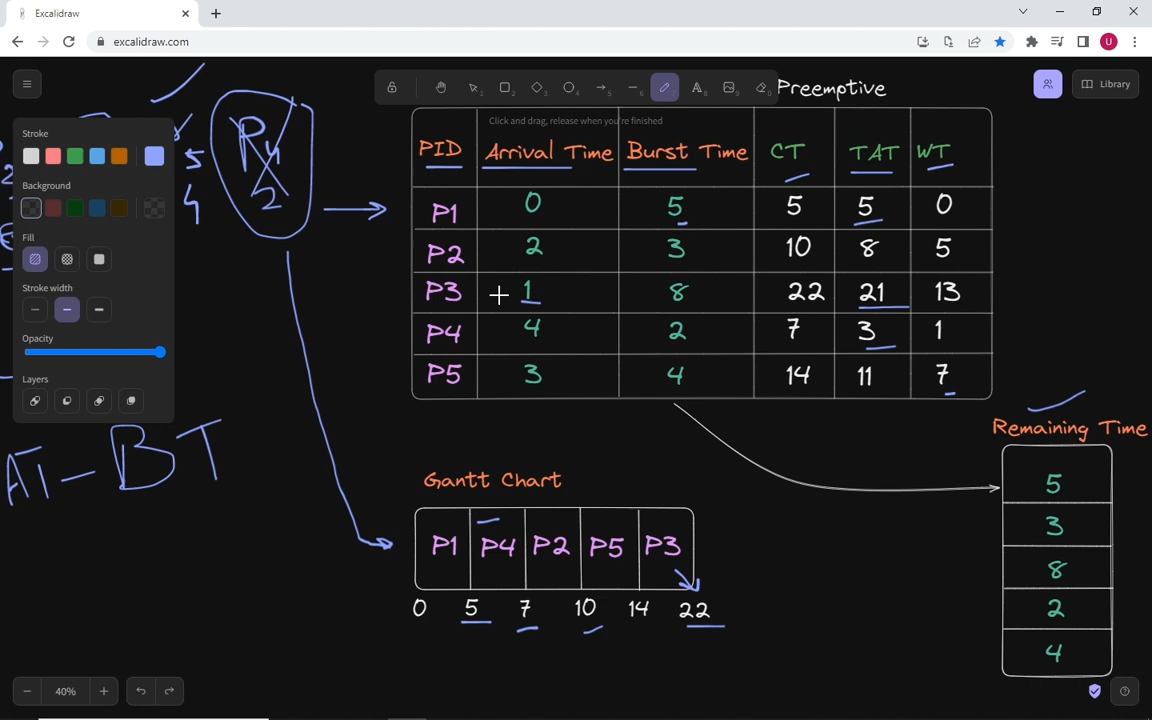 Excalidraw
excalidraw.com
U
Library
Click and drag, release when you're finished
Preemptive
Stroke
Background
Fill
Stroke width
Opacity
Layers
P4
2
5
4
AT-BT
PID Arrival Time Burst Time CT TAT WT
P1 0 5 5 5 0
P2 2 3 10 8 5
P3 1 8 22 21 13
P4 4 2 7 3 1
P5 3 4 14 11 7
Remaining Time
5
3
8
2
4
Gantt Chart
P1 P4 P2 P5 P3
0 5 7 10 14 22
40%